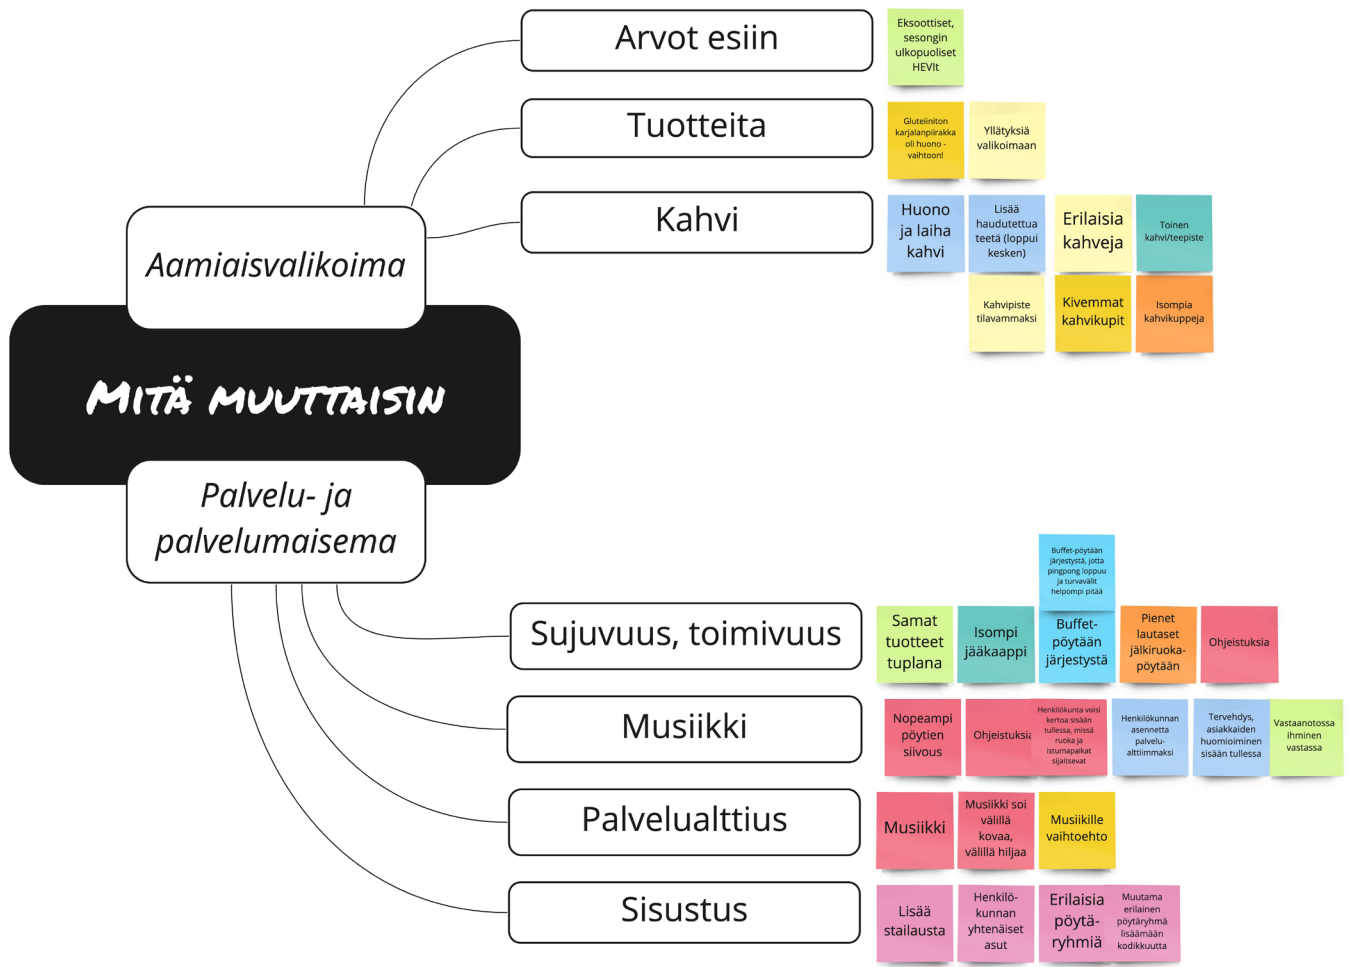 Arvot esiin
Eksoottiset,
sesongin
ulkopuoliset
HEVIt
Tuotteita
Gluteiiniton
karjalanpiirakka
oli huono -
vaihtoon!
Yllätyksiä
valikoimaan
Kahvi
Huono
ja laiha
kahvi
Lisää
haudutettua
teetä (loppui
kesken)
Erilaisia
kahveja
Toinen
kahvi/teepiste
Kahvipiste
tilavammaksi
Kivemmat
kahvikupit
Isompia
kahvikuppeja
Aamiaisvalikoima
Mitä muuttaisin
Palvelu- ja
palvelumaisema
Buffet-pöytään
järjestystä, jotta
pingpong loppuu
ja turvavälit
helpompi pitää
Sujuvuus, toimivuus
Samat
tuotteet
tuplana
Isompi
jääkaappi
Buffet-
pöytään
järjestystä
Pienet
lautaset
jälkiruoka-
pöytään
Ohjeistuksia
Musiikki
Nopeampi
pöytien
siivous
Ohjeistuksia
Henkilökunta voisi
kertoa sisään
tullessa, missä
ruoka ja
istumapaikat
sijaitsevat
Henkilökunnan
asennetta
palvelu-
alttiimmaksi
Tervehdys,
asiakkaiden
huomioiminen
sisään tullessa
Vastaanotossa
ihminen
vastassa
Palvelualttius
Musiikki
Musiikki soi
välillä
kovaa,
välillä hiljaa
Musiikille
vaihtoehto
Sisustus
Lisää
stailausta
Henkilö-
kunnan
yhtenäiset
asut
Erilaisia
pöytä-
ryhmiä
Muutama
erilainen
pöytäryhmä
lisäämään
kodikkuutta